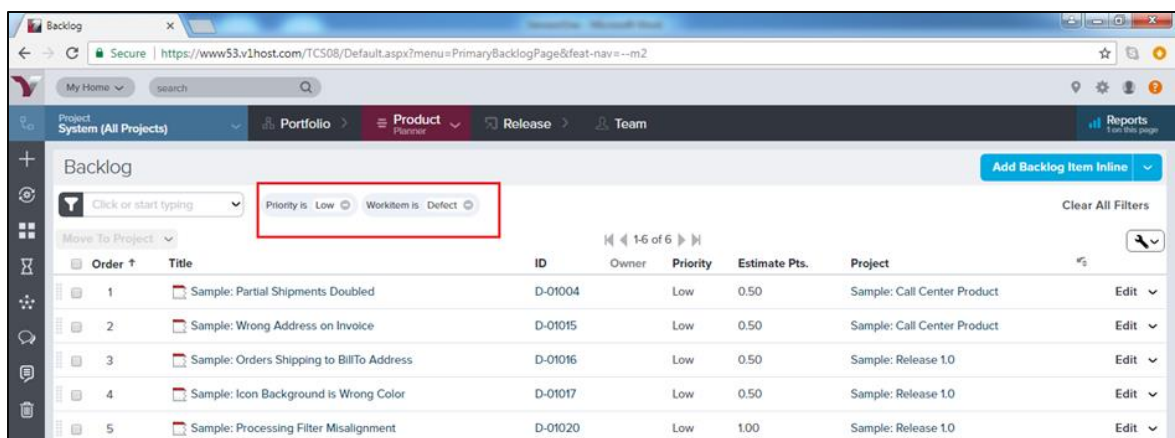 Backlog
Secure | https://www53.v1host.com/TCS08/Default.aspx?menu=PrimaryBacklogPage&feat-nav=--m2
My Home search
Project
System (All Projects) Portfolio Product Planner Release Team Reports 1 on this page
Backlog Add Backlog Item Inline
Click or start typing Priority is Low Workitem is Defect Clear All Filters
Move To Project 1-6 of 6
Order ↑ Title ID Owner Priority Estimate Pts. Project
1 Sample: Partial Shipments Doubled D-01004 Low 0.50 Sample: Call Center Product Edit
2 Sample: Wrong Address on Invoice D-01015 Low 0.50 Sample: Call Center Product Edit
3 Sample: Orders Shipping to BillTo Address D-01016 Low 0.50 Sample: Release 1.0 Edit
4 Sample: Icon Background is Wrong Color D-01017 Low 0.50 Sample: Release 1.0 Edit
5 Sample: Processing Filter Misalignment D-01020 Low 1.00 Sample: Release 1.0 Edit